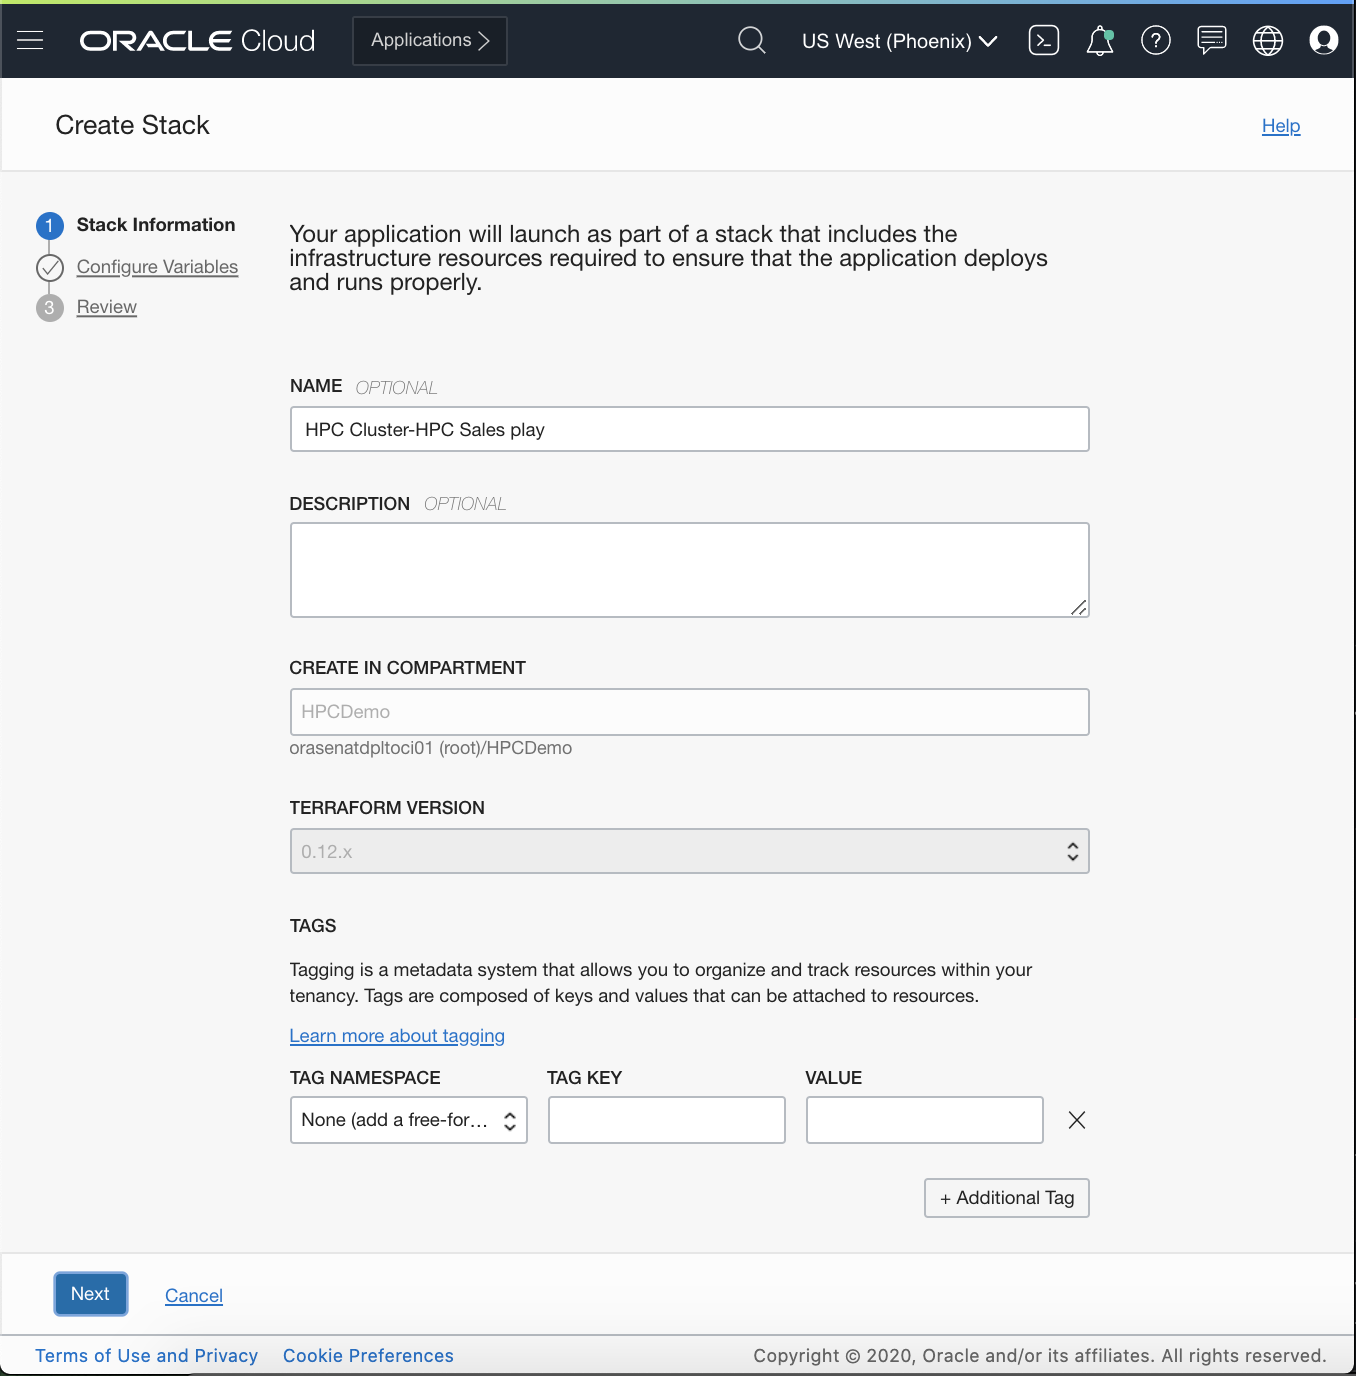 ORACLE Cloud
Applications
US West (Phoenix)
Create Stack
Help
1 Stack Information
Configure Variables
3 Review
Your application will launch as part of a stack that includes the
infrastructure resources required to ensure that the application deploys
and runs properly.
NAME OPTIONAL
HPC Cluster-HPC Sales play
DESCRIPTION OPTIONAL
CREATE IN COMPARTMENT
HPCDemo
orasenatdpltoci01 (root)/HPCDemo
TERRAFORM VERSION
0.12.x
TAGS
Tagging is a metadata system that allows you to organize and track resources within your
tenancy. Tags are composed of keys and values that can be attached to resources.
Learn more about tagging
TAG NAMESPACE TAG KEY VALUE
None (add a free-for...
+ Additional Tag
Next Cancel
Terms of Use and Privacy Cookie Preferences Copyright © 2020, Oracle and/or its affiliates. All rights reserved.